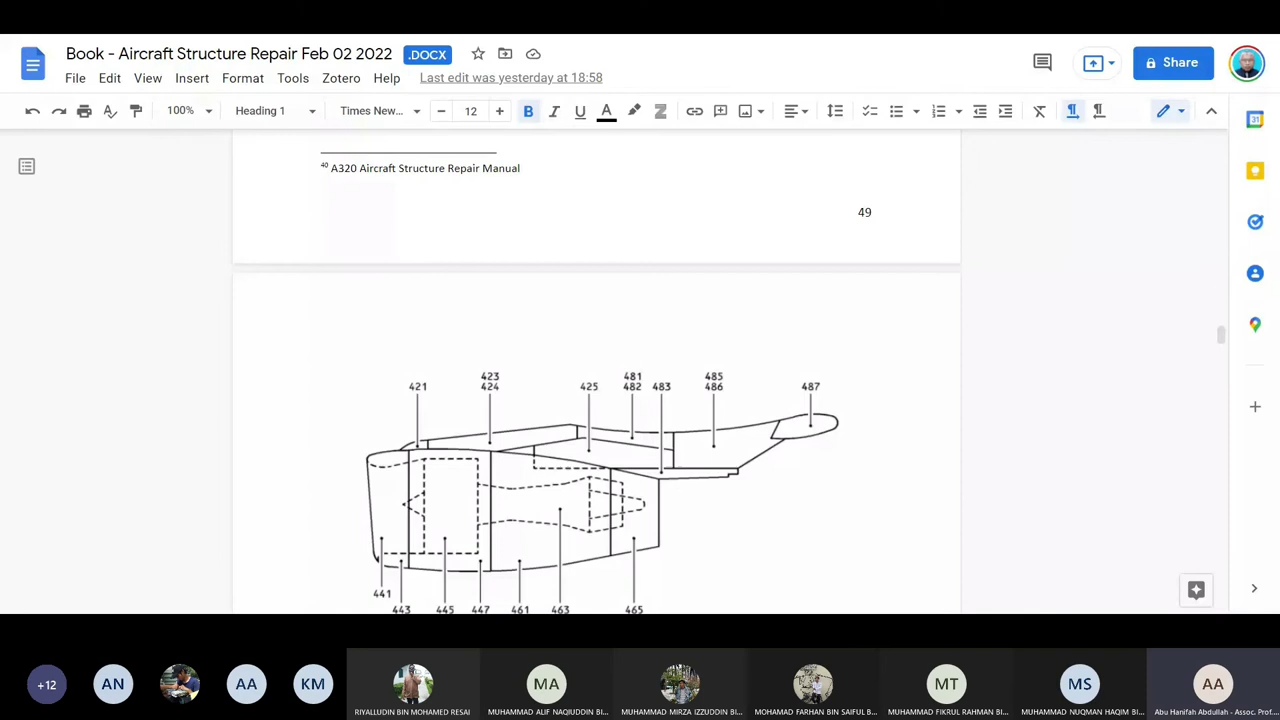 Book - Aircraft Structure Repair Feb 02 2022 .DOCX
Share
File Edit View Insert Format Tools Zotero Help Last edit was yesterday at 18:58
100% Heading 1 Times New... 12 B I U A
40 A320 Aircraft Structure Repair Manual
49
423 481 485
421 424 425 482 483 486 487
441
443 445 447 461 463 465
31
+12 AN AA KM MA MT MS AA
RIYALLUDIN BIN MOHAMED RESAI MUHAMMAD ALIF NAQIUDDIN BI... MUHAMMAD MIRZA IZZUDDIN BI... MOHAMAD FARHAN BIN SAIFUL B... MUHAMMAD FIKRUL RAHMAN BI... MUHAMMAD NUQMAN HAQIM BI... Abu Hanifah Abdullah - Assoc. Prof...